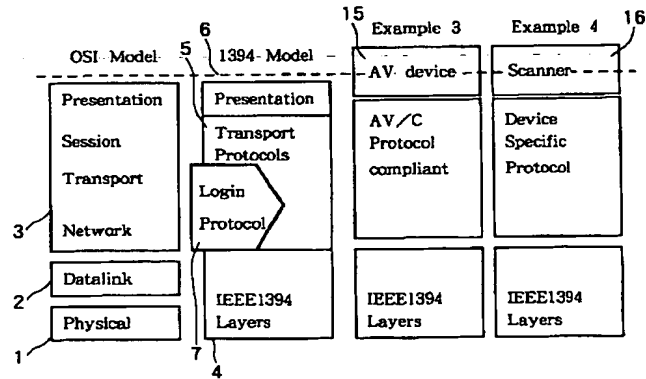 Example 3
Example 4
15
16
OSI Model
5
6
1394 Model
AV device
Scanner
Presentation
Session
Transport
Network
3
Datalink
2
Physical
1
Presentation
Transport
Protocols
Login
Protocol
7
IEEE1394
Layers
4
AV/C
Protocol
compliant
IEEE1394
Layers
Device
Specific
Protocol
IEEE1394
Layers